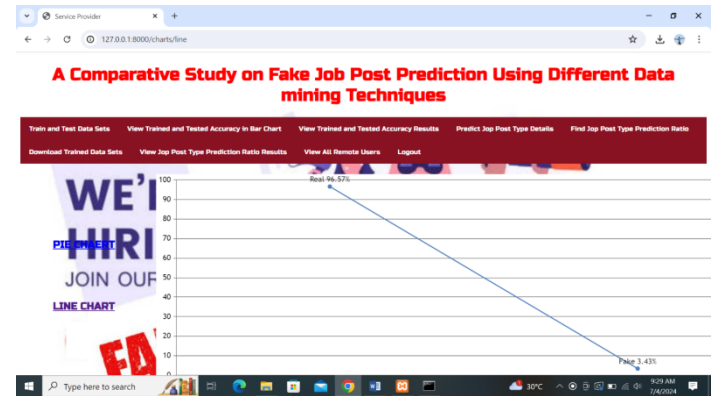 Service Provider
127.0.0.1:8000/charts/line
A Comparative Study on Fake Job Post Prediction Using Different Data
mining Techniques
Train and Test Data Sets View Trained and Tested Accuracy in Bar Chart View Trained and Tested Accuracy Results Predict Jop Post Type Details Find Jop Post Type Prediction Ratio
Download Trained Data Sets View Jop Post Type Prediction Ratio Results View All Remote Users Logout
WE'
HIRI
JOIN OUR
PIE CHAERT
LINE CHART
100
90
80
70
60
50
40
30
20
10
0
Real 96.57%
Fake 3.43%
Type here to search
30°C
9:29 AM
7/4/2024